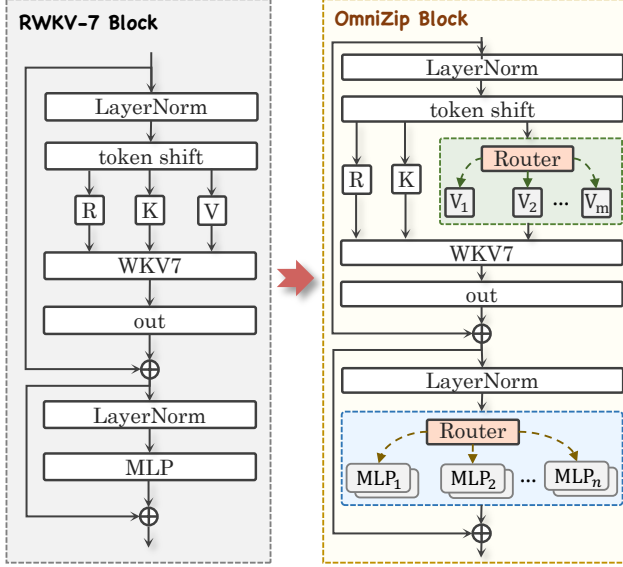 RWKV-7 Block
LayerNorm
token shift
R K V
WKV7
out
LayerNorm
MLP
OmniZip Block
LayerNorm
token shift
Router
R K
V1 V2 ... Vm
WKV7
out
LayerNorm
Router
MLP1 MLP2 ... MLPn